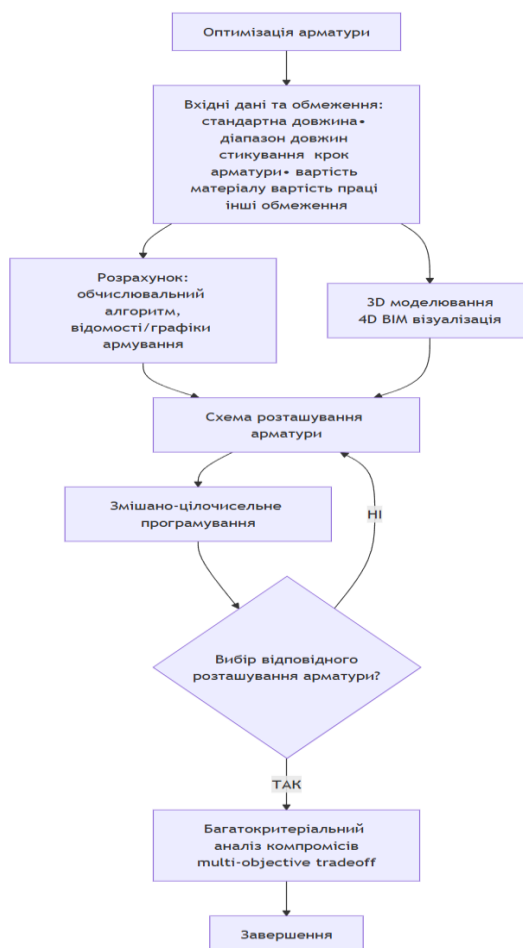 Оптимізація арматури
Вхідні дані та обмеження:
стандартна довжина•
діапазон довжин
стикування крок
арматури• вартість
матеріалу вартість праці
інші обмеження
Розрахунок:
обчислювальний
алгоритм,
відомості/графіки
армування
3D моделювання
4D BIM візуалізація
Схема розташування
арматури
Змішано-цілочисельне
програмування
НІ
Вибір відповідного
розташування арматури?
ТАК
Багатокритеріальний
аналіз компромісів
multi-objective tradeoff
Завершення